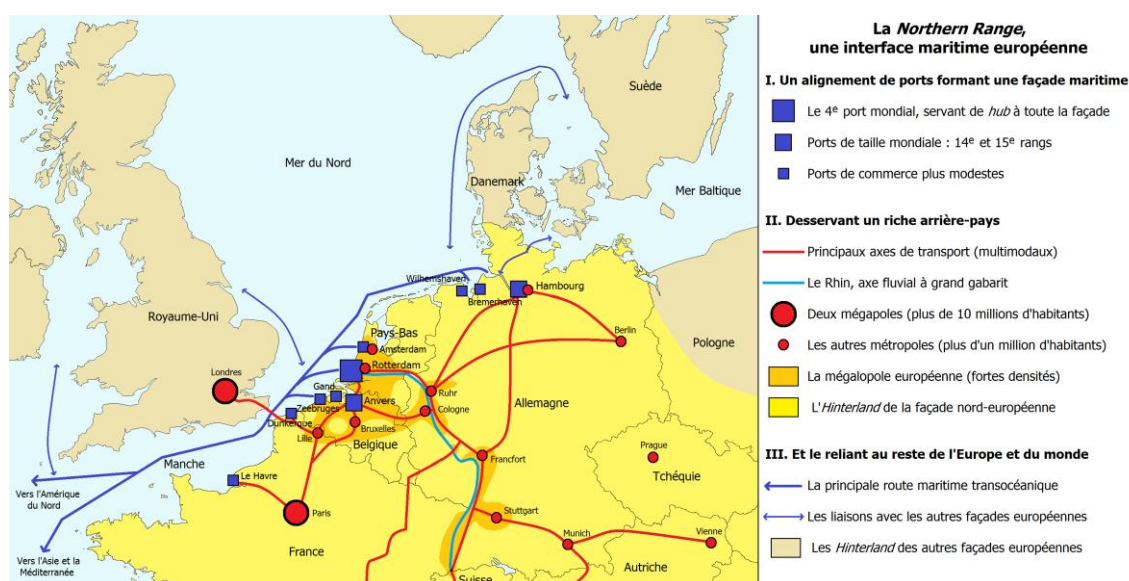 Suède
Mer du Nord
Danemark
Mer Baltique
Wilhemshaven
Hambourg
Bremerhaven
Royaume-Uni
Pays-Bas
Berlin
Pologne
Amsterdam
Londres
Rotterdam
Gand
Ruhr
Zeebruges
Anvers
Allemagne
Cologne
Dunkerque
Bruxelles
Lille
Belgique
Prague
Manche
Francfort
Le Havre
Tchéquie
Vers l'Amérique
du Nord
Paris
Stuttgart
Munich
Vienne
France
Vers l'Asie et la
Méditerranée
Autriche
Suisse
La Northern Range,
une interface maritime européenne
I. Un alignement de ports formant une façade maritime
Le 4e port mondial, servant de hub à toute la façade
Ports de taille mondiale : 14e et 15e rangs
Ports de commerce plus modestes
II. Desservant un riche arrière-pays
Principaux axes de transport (multimodaux)
Le Rhin, axe fluvial à grand gabarit
Deux mégapoles (plus de 10 millions d'habitants)
Les autres métropoles (plus d'un million d'habitants)
La mégalopole européenne (fortes densités)
L'Hinterland de la façade nord-européenne
III. Et le reliant au reste de l'Europe et du monde
La principale route maritime transocéanique
Les liaisons avec les autres façades européennes
Les Hinterland des autres façades européennes